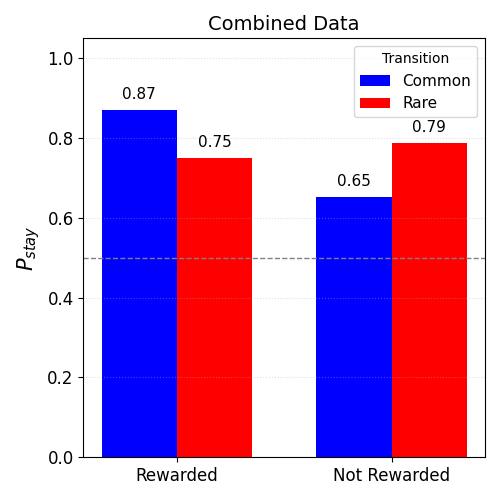 Combined Data
Transition
Common
Rare
P_stay
1.0
0.8
0.6
0.4
0.2
0.0
0.87
0.75
0.65
0.79
Rewarded
Not Rewarded